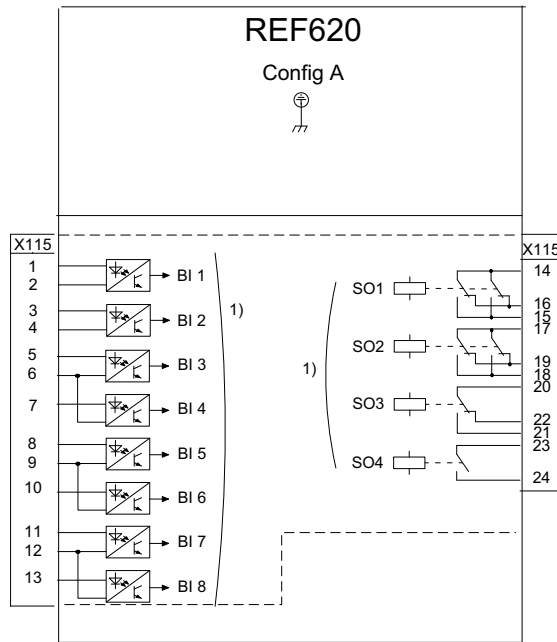 REF620
Config A
X115
1
2
BI 1
3
4
BI 2
5
6
BI 3
7
BI 4
8
9
BI 5
10
BI 6
11
12
BI 7
13
BI 8
1)
1)
X115
SO1
14
16
15
SO2
17
19
18
SO3
20
22
21
SO4
23
24